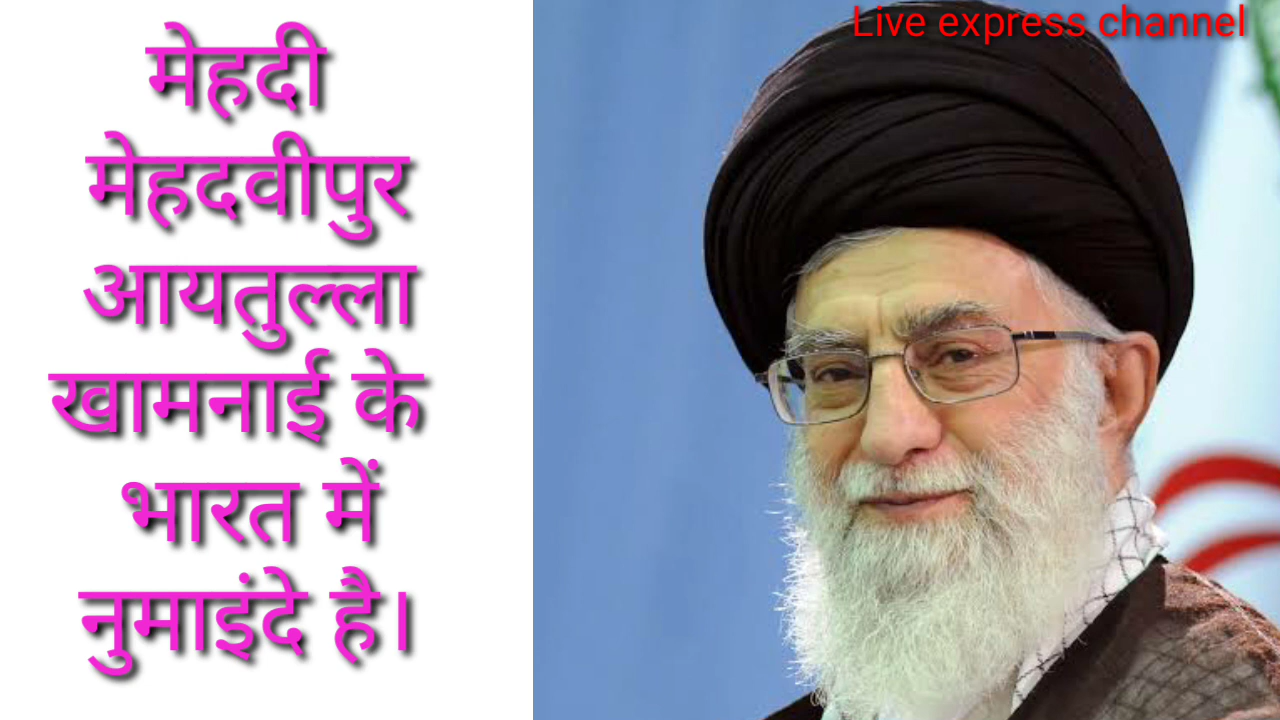 Live express channel
मेहदी
मेहदवीपुर
आयतुल्ला
खामनाई के
भारत में
नुमाइंदे है।